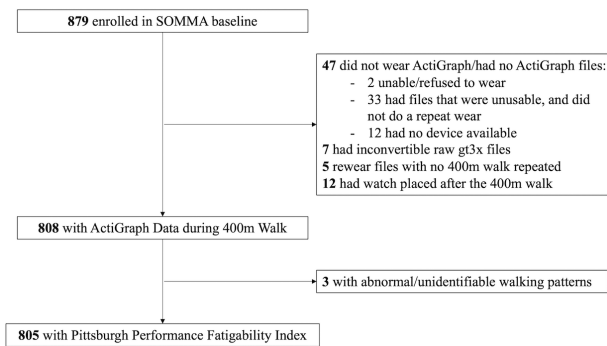 879 enrolled in SOMMA baseline
47 did not wear ActiGraph/had no ActiGraph files:
- 2 unable/refused to wear
- 33 had files that were unusable, and did
not do a repeat wear
- 12 had no device available
7 had inconvertible raw gt3x files
5 rewear files with no 400m walk repeated
12 had watch placed after the 400m walk
808 with ActiGraph Data during 400m Walk
3 with abnormal/unidentifiable walking patterns
805 with Pittsburgh Performance Fatigability Index